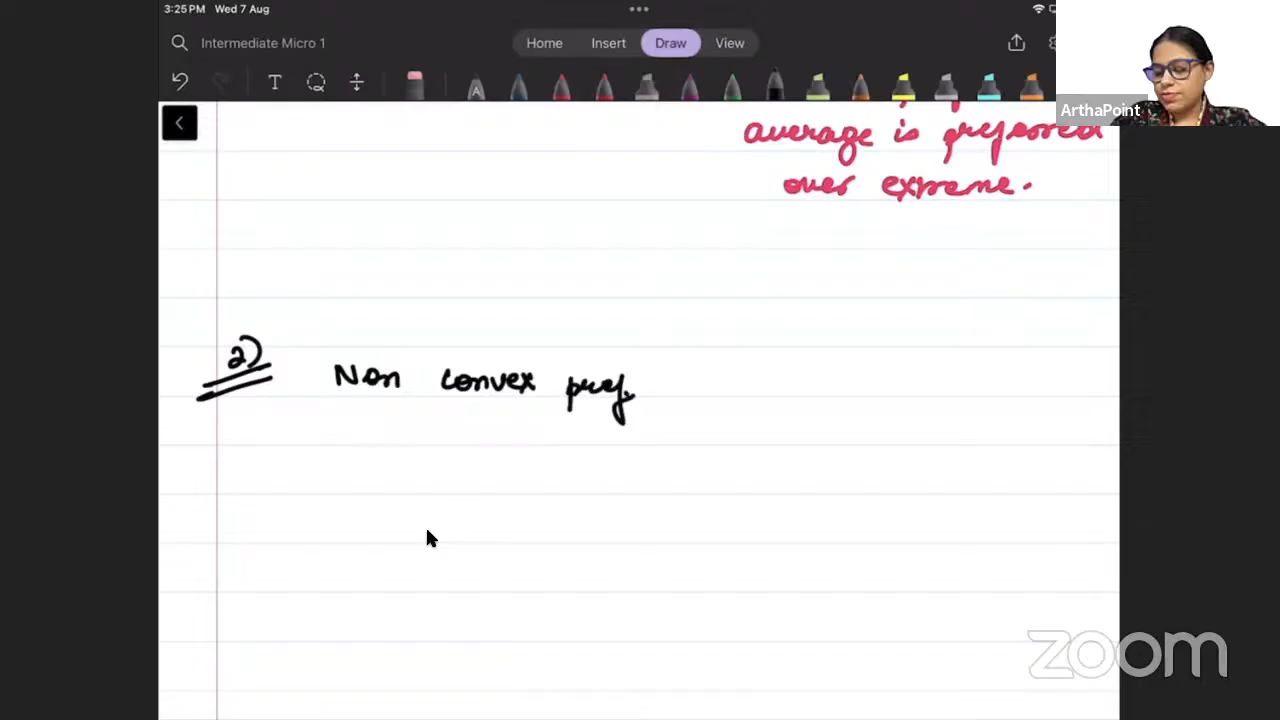 3:25 PM Wed 7 Aug
Intermediate Micro 1
Home Insert Draw View
T
A
ArthaPoint
average is preferred
over extreme.
2) Non convex pref.
zoom